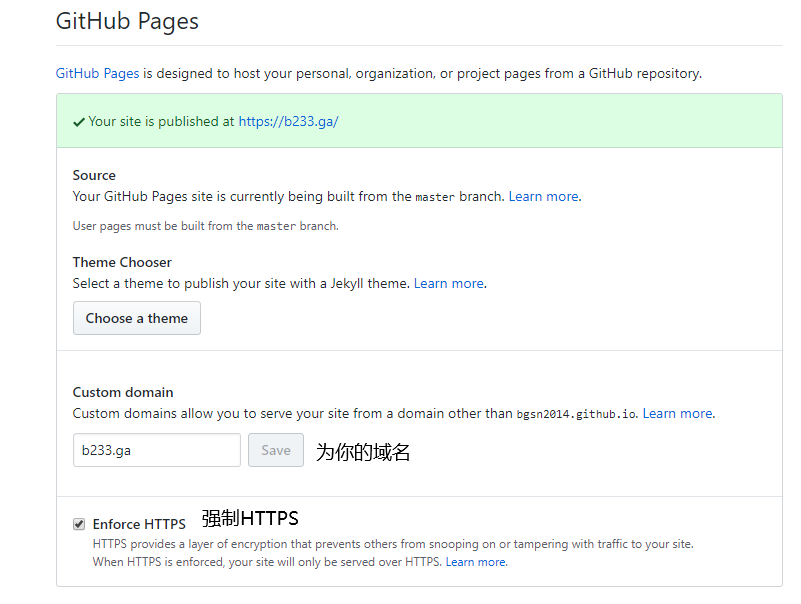 GitHub Pages
GitHub Pages is designed to host your personal, organization, or project pages from a GitHub repository.
Your site is published at https://b233.ga/
Source
Your GitHub Pages site is currently being built from the master branch. Learn more.
User pages must be built from the master branch.
Theme Chooser
Select a theme to publish your site with a Jekyll theme. Learn more.
Choose a theme
Custom domain
Custom domains allow you to serve your site from a domain other than bgsn2014.github.io. Learn more.
b233.ga Save 为你的域名
Enforce HTTPS 强制HTTPS
HTTPS provides a layer of encryption that prevents others from snooping on or tampering with traffic to your site.
When HTTPS is enforced, your site will only be served over HTTPS. Learn more.